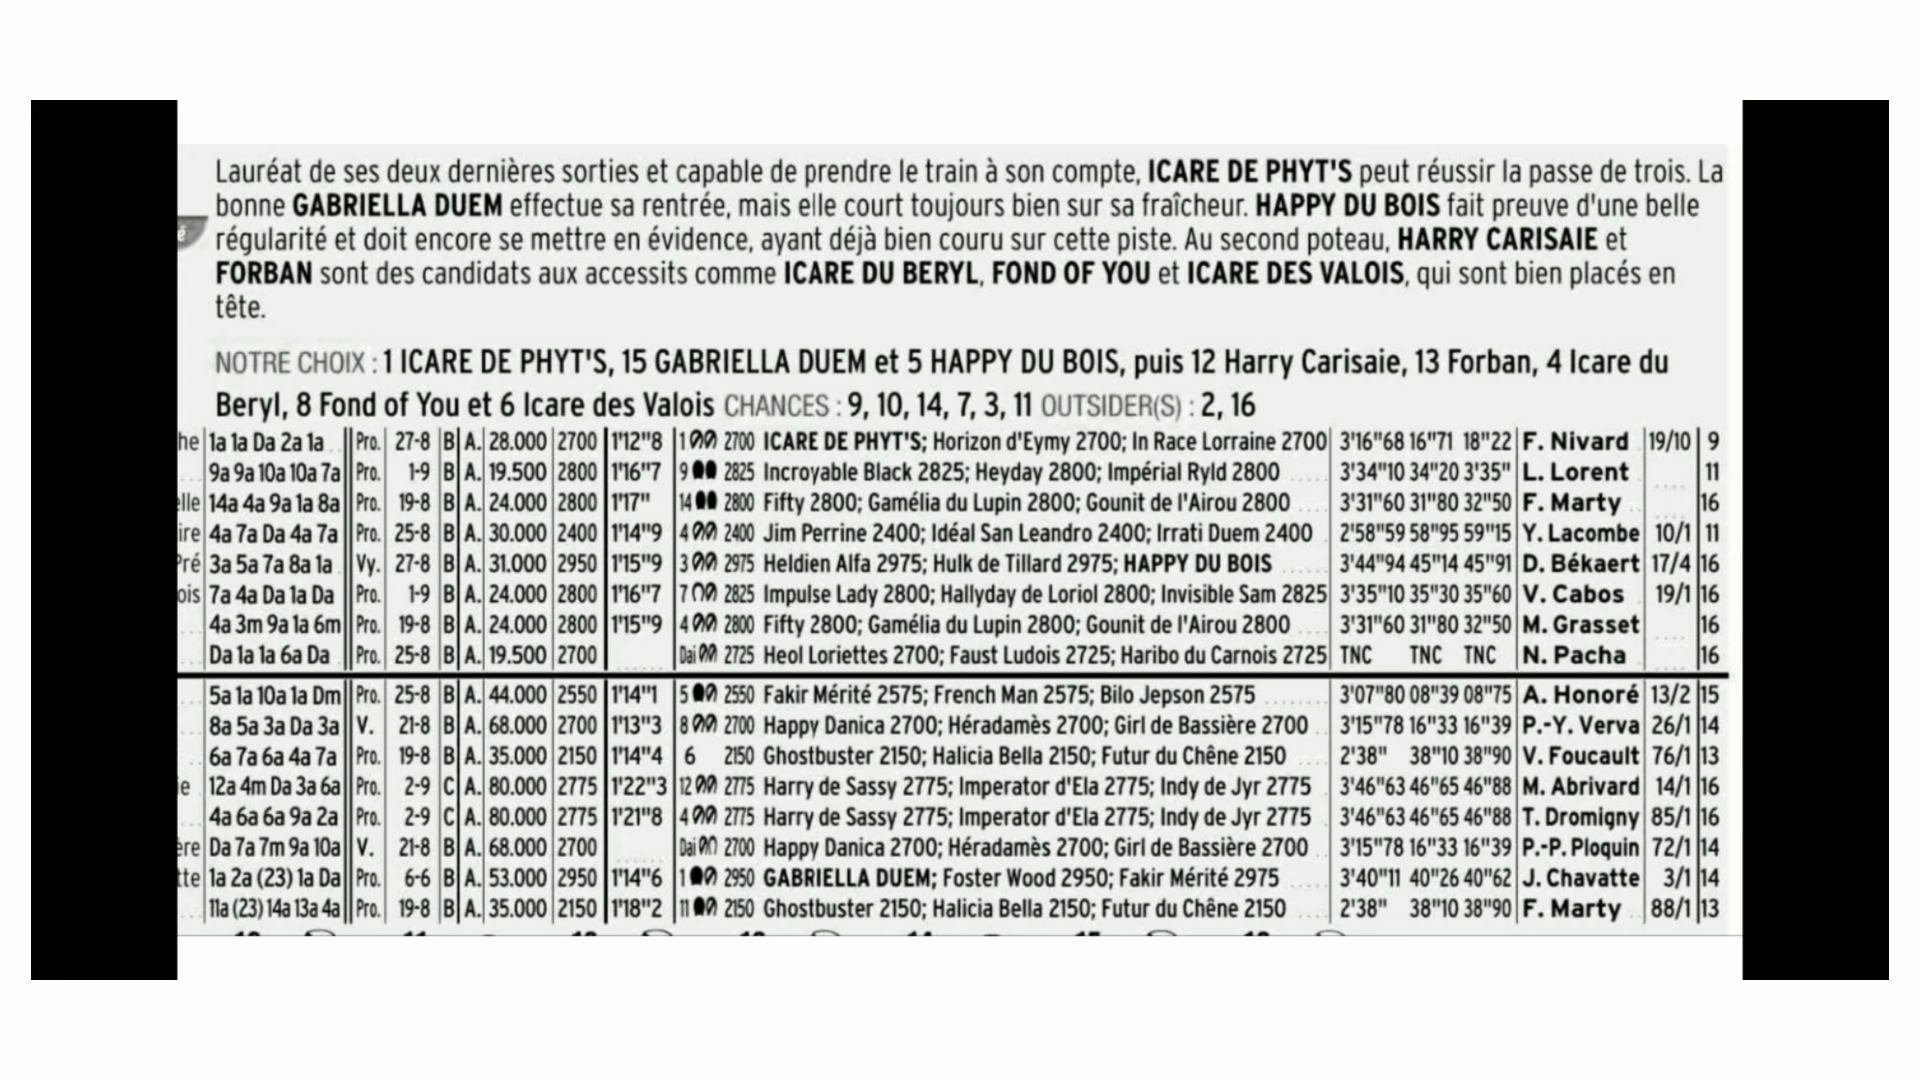 Lauréat de ses deux dernières sorties et capable de prendre le train à son compte, ICARE DE PHYT'S peut réussir la passe de trois. La
bonne GABRIELLA DUEM effectue sa rentrée, mais elle court toujours bien sur sa fraîcheur. HAPPY DU BOIS fait preuve d'une belle
é régularité et doit encore se mettre en évidence, ayant déjà bien couru sur cette piste. Au second poteau, HARRY CARISAIE et
FORBAN sont des candidats aux accessits comme ICARE DU BERYL, FOND OF YOU et ICARE DES VALOIS, qui sont bien placés en
tête.
NOTRE CHOIX : 1 ICARE DE PHYT'S, 15 GABRIELLA DUEM et 5 HAPPY DU BOIS, puis 12 Harry Carisaie, 13 Forban, 4 Icare du
Beryl, 8 Fond of You et 6 Icare des Valois CHANCES : 9, 10, 14, 7, 3, 11 OUTSIDER(S) : 2, 16
he 1a 1a Da 2a 1a Pro. 27-8 B A. 28.000 2700 1'12"8 1 2700 ICARE DE PHYT'S; Horizon d'Eymy 2700; In Race Lorraine 2700 3'16"68 16"71 18"22 F. Nivard 19/10 9
9a 9a 10a 10a 7a Pro. 1-9 B A. 19.500 2800 1'16"7 9 2825 Incroyable Black 2825; Heyday 2800; Impérial Ryld 2800 3'34"10 34"20 3'35" L. Lorent 11
elle 14a 4a 9a 1a 8a Pro. 19-8 B A. 24.000 2800 1'17" 14 2800 Fifty 2800; Gamélia du Lupin 2800; Gounit de l'Airou 2800 3'31"60 31"80 32"50 F. Marty 16
ire 4a 7a Da 4a 7a Pro. 25-8 B A. 30.000 2400 1'14"9 4 2400 Jim Perrine 2400; Idéal San Leandro 2400; Irrati Duem 2400 2'58"59 58"95 59"15 Y. Lacombe 10/1 11
Pré 3a 5a 7a 8a 1a Vy. 27-8 B A. 31.000 2950 1'15"9 3 2975 Heldien Alfa 2975; Hulk de Tillard 2975; HAPPY DU BOIS 3'44"94 45"14 45"91 D. Békaert 17/4 16
ois 7a 4a Da 1a Da Pro. 1-9 B A. 24.000 2800 1'16"7 7 2825 Impulse Lady 2800; Hallyday de Loriol 2800; Invisible Sam 2825 3'35"10 35"30 35"60 V. Cabos 19/1 16
4a 3m 9a 1a 6m Pro. 19-8 B A. 24.000 2800 1'15"9 4 2800 Fifty 2800; Gamélia du Lupin 2800; Gounit de l'Airou 2800 3'31"60 31"80 32"50 M. Grasset 16
Da 1a 1a 6a Da Pro. 25-8 B A. 19.500 2700 Dai 2725 Heol Loriettes 2700; Faust Ludois 2725; Haribo du Carnois 2725 TNC TNC TNC N. Pacha 16
5a 1a 10a 1a Dm Pro. 25-8 B A. 44.000 2550 1'14"1 5 2550 Fakir Mérité 2575; French Man 2575; Bilo Jepson 2575 3'07"80 08"39 08"75 A. Honoré 13/2 15
8a 5a 3a Da 3a V. 21-8 B A. 68.000 2700 1'13"3 8 2700 Happy Danica 2700; Héradamès 2700; Girl de Bassière 2700 3'15"78 16"33 16"39 P.-Y. Verva 26/1 14
6a 7a 6a 4a 7a Pro. 19-8 B A. 35.000 2150 1'14"4 6 2150 Ghostbuster 2150; Halicia Bella 2150; Futur du Chêne 2150 2'38" 38"10 38"90 V. Foucault 76/1 13
ie 12a 4m Da 3a 6a Pro. 2-9 C A. 80.000 2775 1'22"3 12 2775 Harry de Sassy 2775; Imperator d'Ela 2775; Indy de Jyr 2775 3'46"63 46"65 46"88 M. Abrivard 14/1 16
4a 6a 6a 9a 2a Pro. 2-9 C A. 80.000 2775 1'21"8 4 2775 Harry de Sassy 2775; Imperator d'Ela 2775; Indy de Jyr 2775 3'46"63 46"65 46"88 T. Dromigny 85/1 16
ère Da 7a 7m 9a 10a V. 21-8 B A. 68.000 2700 Dai 2700 Happy Danica 2700; Héradamès 2700; Girl de Bassière 2700 3'15"78 16"33 16"39 P.-P. Ploquin 72/1 14
tte 1a 2a (23) 1a Da Pro. 6-6 B A. 53.000 2950 1'14"6 1 2950 GABRIELLA DUEM; Foster Wood 2950; Fakir Mérité 2975 3'40"11 40"26 40"62 J. Chavatte 3/1 14
11a (23) 14a 13a 4a Pro. 19-8 B A. 35.000 2150 1'18"2 11 2150 Ghostbuster 2150; Halicia Bella 2150; Futur du Chêne 2150 2'38" 38"10 38"90 F. Marty 88/1 13